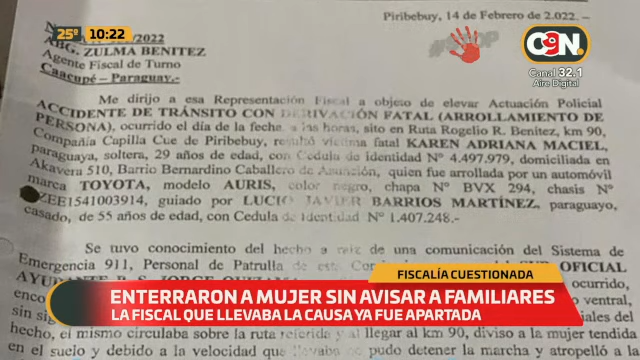 Piribebuy, 14 de Febrero de 2.022.--
25° 10:22
/2022
ABG. ZULMA BENITEZ
Agente Fiscal de Turno
Caacupé – Paraguay.-
STOP
C9N
Canal 32.1
Aire Digital
Me dirijo a esa Representación Fiscal a objeto de elevar Actuación Policial
ACCIDENTE DE TRÁNSITO CON DERIVACIÓN FATAL (ARROLLAMIENTO DE
PERSONA), ocurrido el día de la feche, a las horas, sito en Ruta Rogelio R. Benítez, km 90,
Compañía Capilla Cue de Piribebuy, resultó víctima fatal KAREN ADRIANA MACIEL,
paraguaya, soltera, 29 años de edad, con Cedula de identidad N° 4.497.979, domiciliada en
Akavera 510, Barrio Bernardino Caballero de Asunción, quien fue arrollada por un automóvil
marca TOYOTA, modelo AURIS, color negro, chapa N° BVX 294, chasis N°
ZEE1541003914, guiado por LUCIO JAVIER BARRIOS MARTÍNEZ, paraguayo,
casado, de 55 años de edad, con Cedula de Identidad N° 1.407.248.-
Se tuvo conocimiento del hecho a raíz de una comunicación del Sistema de
Emergencia 911, Personal de Patrulla de esta OFICIAL
FISCALÍA CUESTIONADA
ocurrido,
ENTERRARON A MUJER SIN AVISAR A FAMILIARES
ventral,
LA FISCAL QUE LLEVABA LA CAUSA YA FUE APARTADA
hecho, el mismo circulaba sobre la ruta referida y al llegar al km 90, diviso a la mujer tendida
en el suelo y debido a la velocidad que llevaba no pudo detener la marcha y atropelló a la